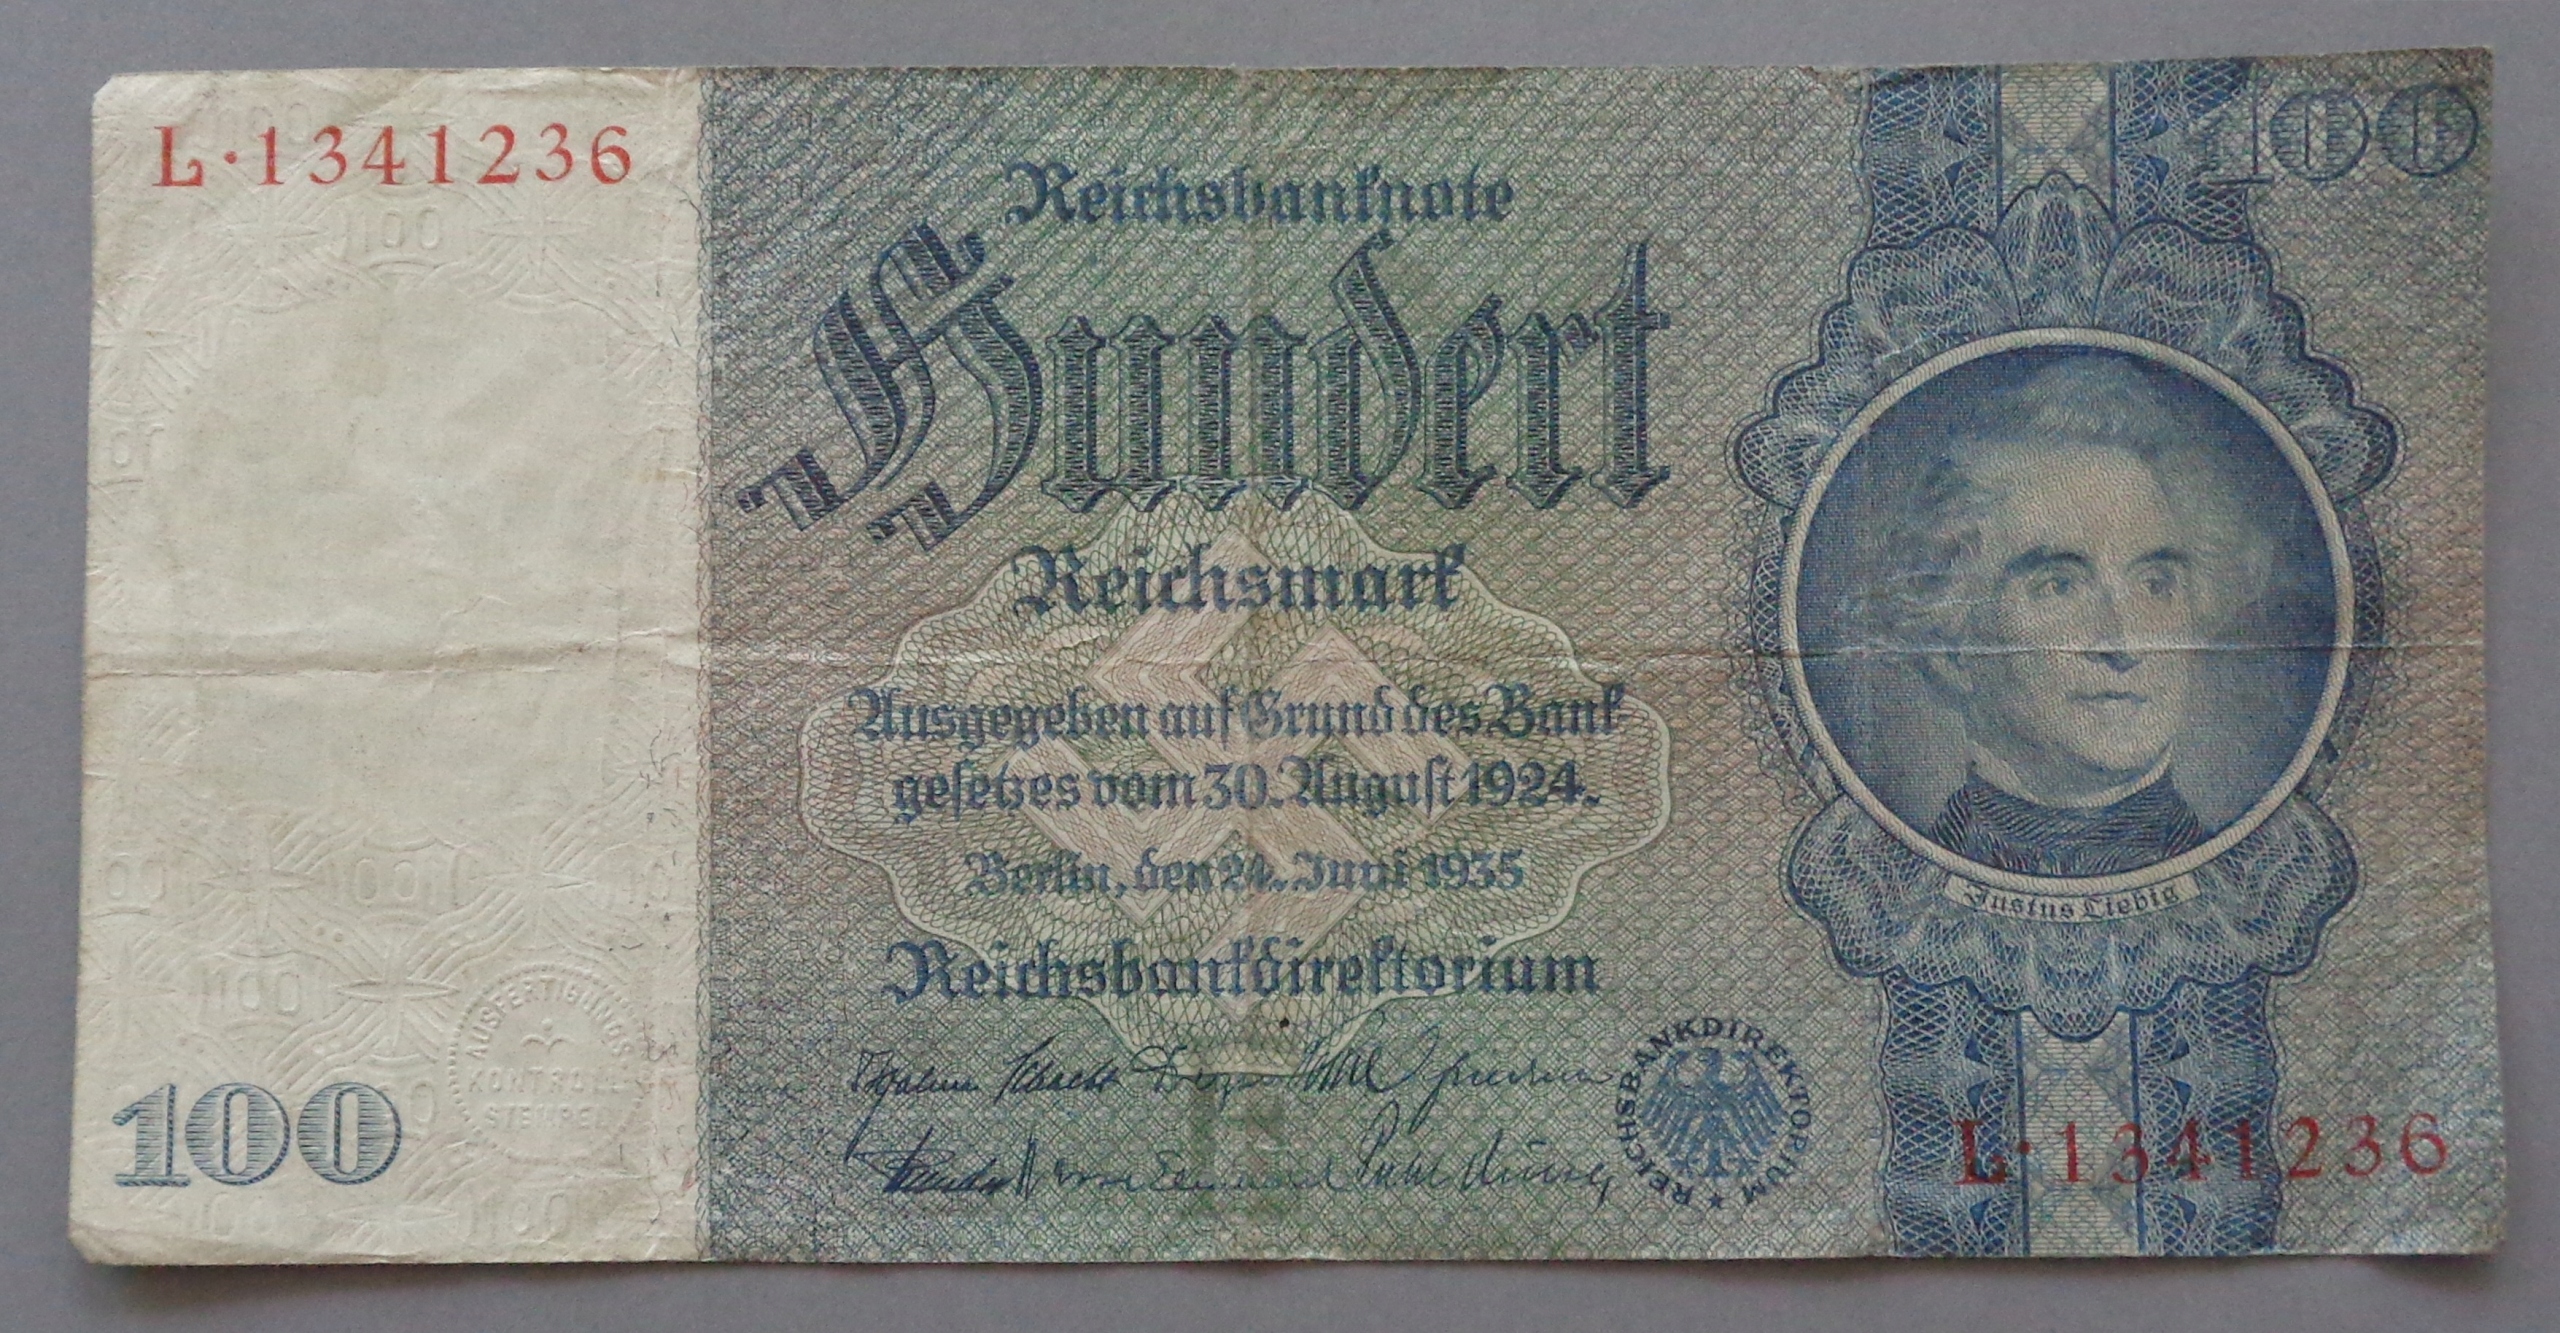 L·1341236
100
Reichsbanknote
Hundert
Reichsmark
Ausgegeben auf Grund des Bank-
gesetzes vom 30. August 1924.
Berlin, den 24. Juni 1935
Reichsbankdirektorium
REICHSBANKDIREKTORIUM
Justus Liebig
L·1341236
100
AUSFERTIGUNGS
KONTROLL
STEMPEL